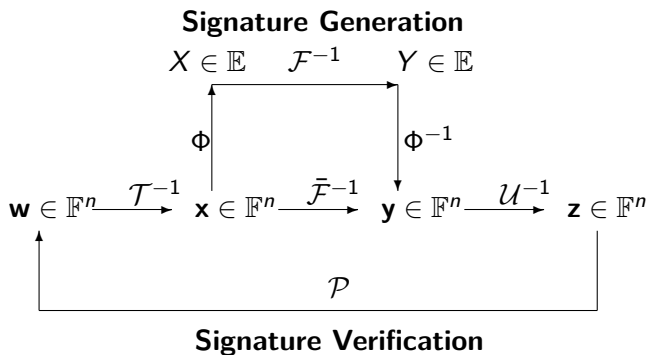 Signature Generation
X ∈ 𝔼 ℱ⁻¹ Y ∈ 𝔼
Φ Φ⁻¹
𝐰 ∈ 𝔽ⁿ 𝒯⁻¹ 𝐱 ∈ 𝔽ⁿ ℱ̄⁻¹ 𝐲 ∈ 𝔽ⁿ 𝒰⁻¹ 𝐳 ∈ 𝔽ⁿ
𝒫
Signature Verification